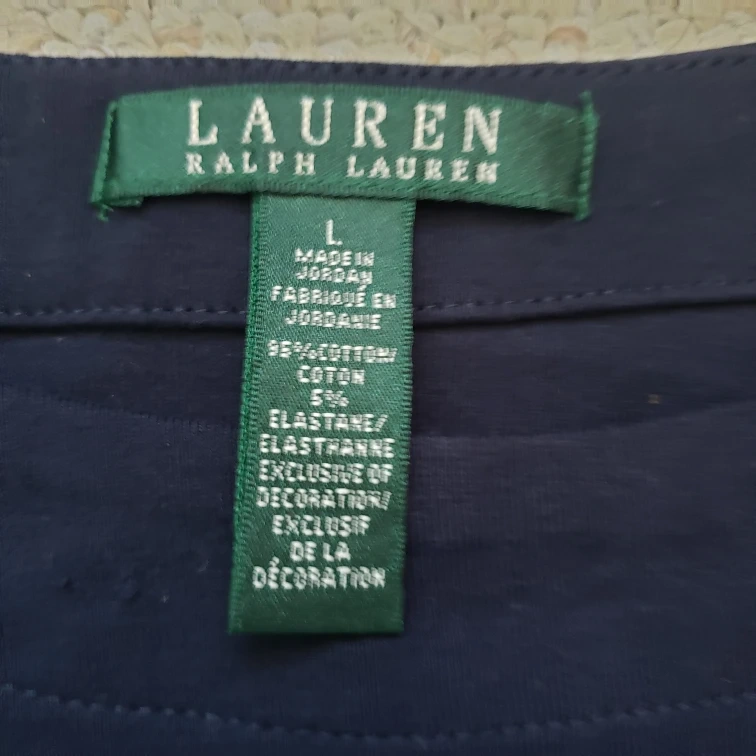 LAUREN
RALPH LAUREN
L
MADE IN
JORDAN
FABRIQUÉ EN
JORDANIE
95% COTTON/
COTON
5%
ELASTANE/
ELASTHANNE
EXCLUSIVE OF
DECORATION/
EXCLUSIF
DE LA
DÉCORATION